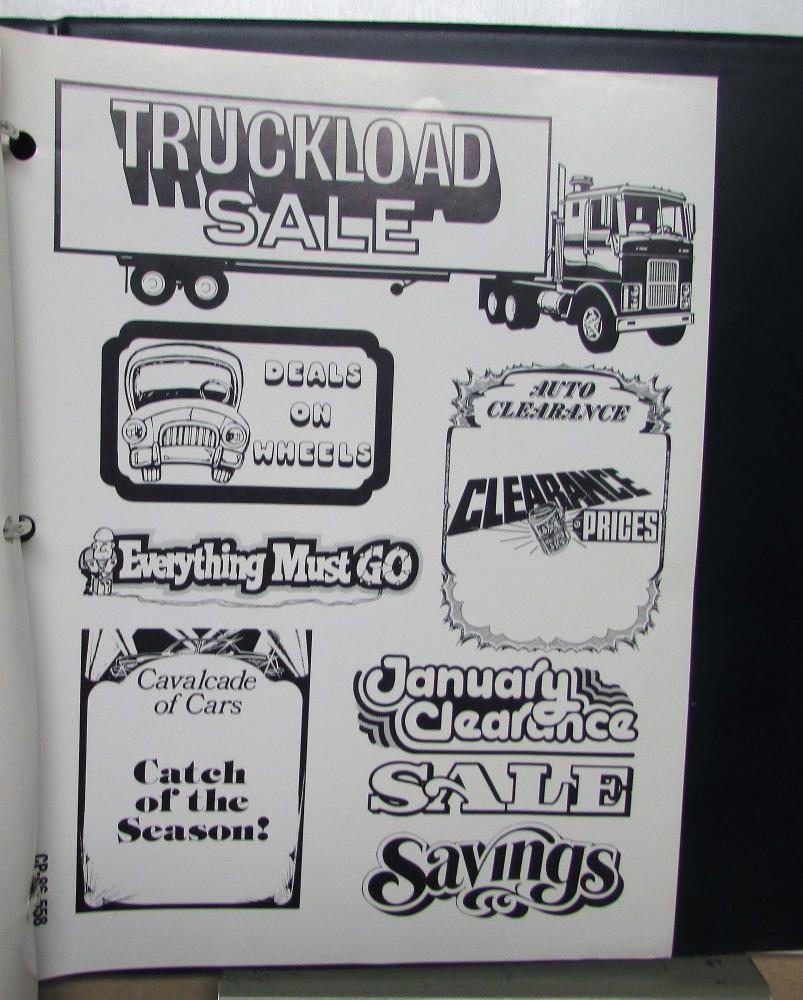 TRUCKLOAD
SALE
DEALS
ON
WHEELS
AUTO
CLEARANCE
CLEARANCE
PRICES
Everything Must GO
Cavalcade
of Cars
Catch
of the
Season!
January
Clearance
SALE
Savings